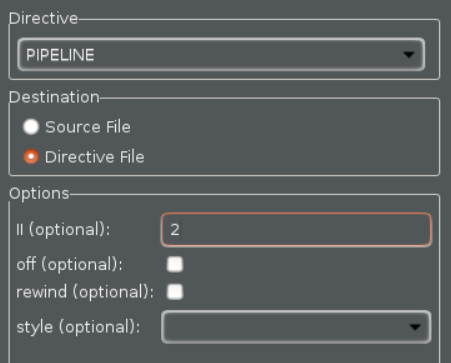 Directive
PIPELINE
Destination
Source File
Directive File
Options
II (optional): 2
off (optional):
rewind (optional):
style (optional):